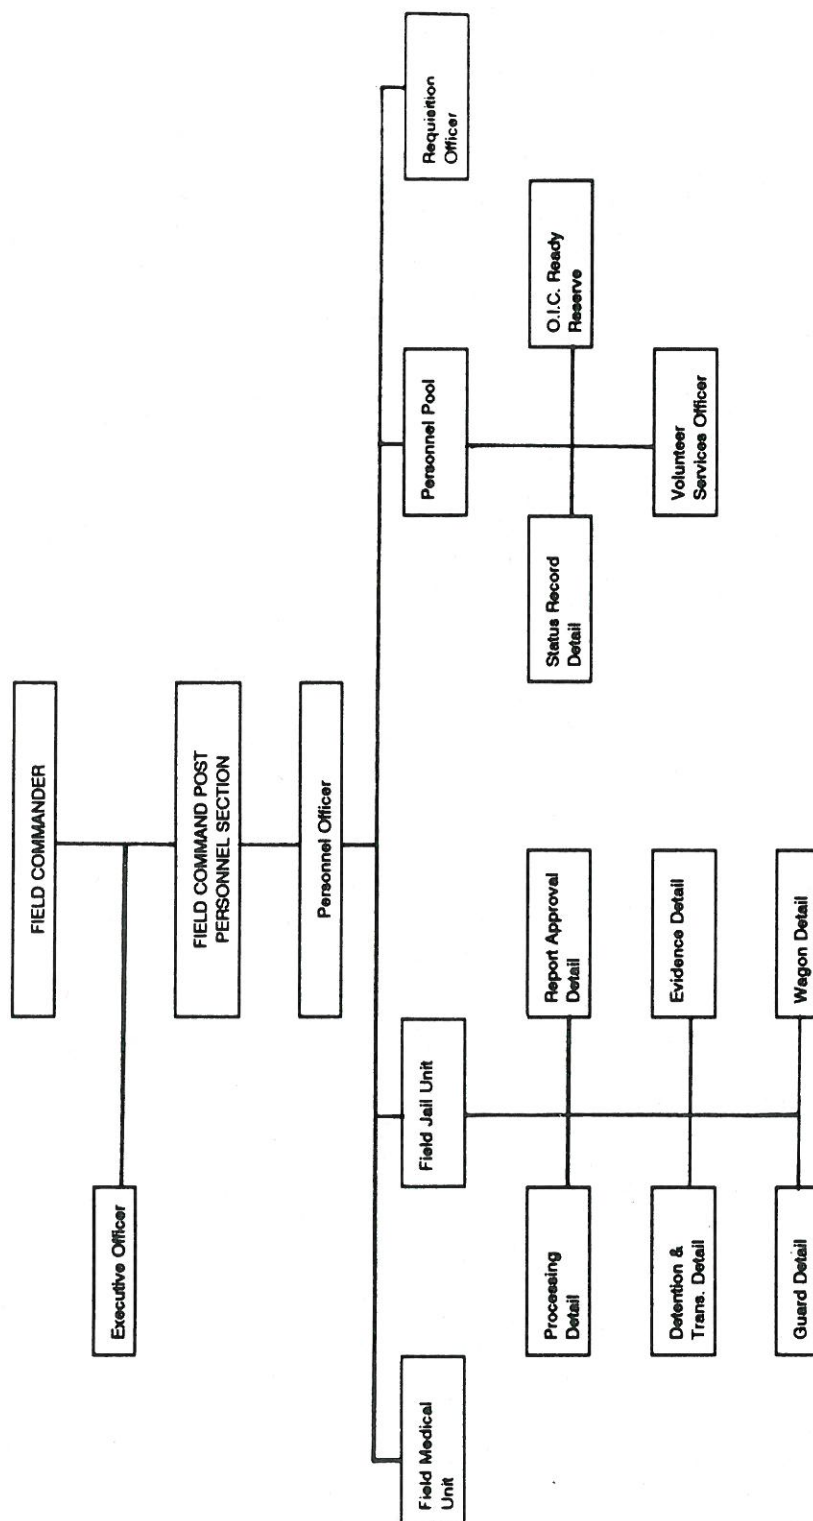 FIELD COMMANDER
Executive Officer
FIELD COMMAND POST
PERSONNEL SECTION
Personnel Officer
Field Medical
Unit
Field Jail Unit
Personnel Pool
Requisition
Officer
Processing
Detail
Report Approval
Detail
Status Record
Detail
O.I.C. Ready
Reserve
Detention &
Trans. Detail
Evidence Detail
Volunteer
Services Officer
Guard Detail
Wagon Detail